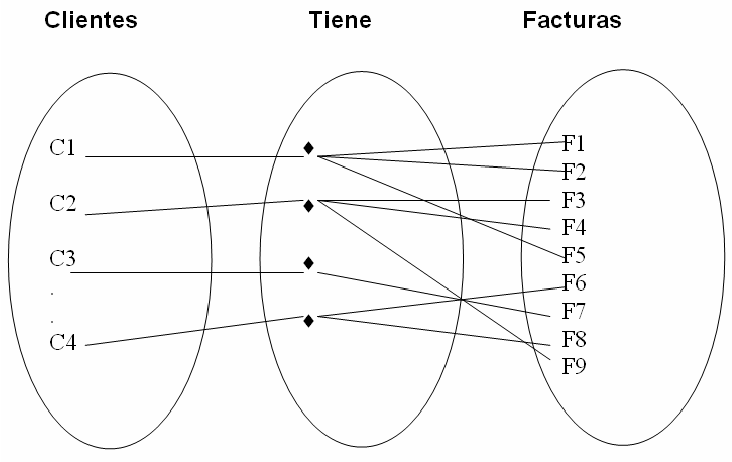 Clientes
Tiene
Facturas
C1
C2
C3
.
.
C4
F1
F2
F3
F4
F5
F6
F7
F8
F9